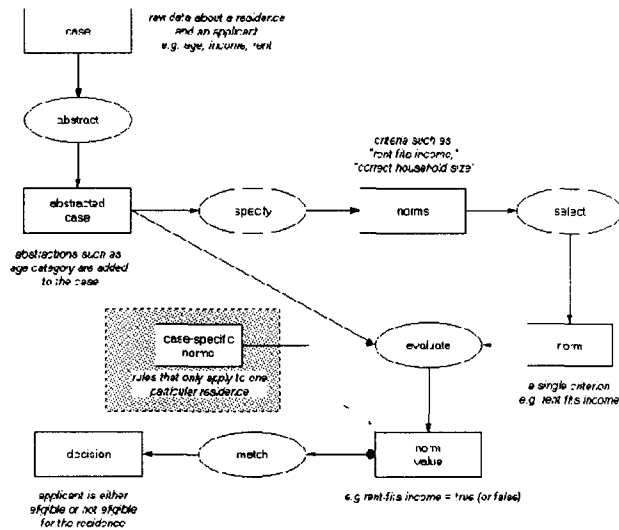 case
raw data about a residence
and an applicant
e.g. age, income, rent
abstract
criteria such as
"rent fits income,"
"correct household size"
abstracted
case
specify
norms
select
abstractions such as
age category are added
to the case
case-specific
norms
evaluate
norm
rules that only apply to one
particular residence
a single criterion
e.g. rent fits income
decision
match
norm
value
applicant is either
eligible or not eligible
for the residence
e.g rent-fits income = true (or false)